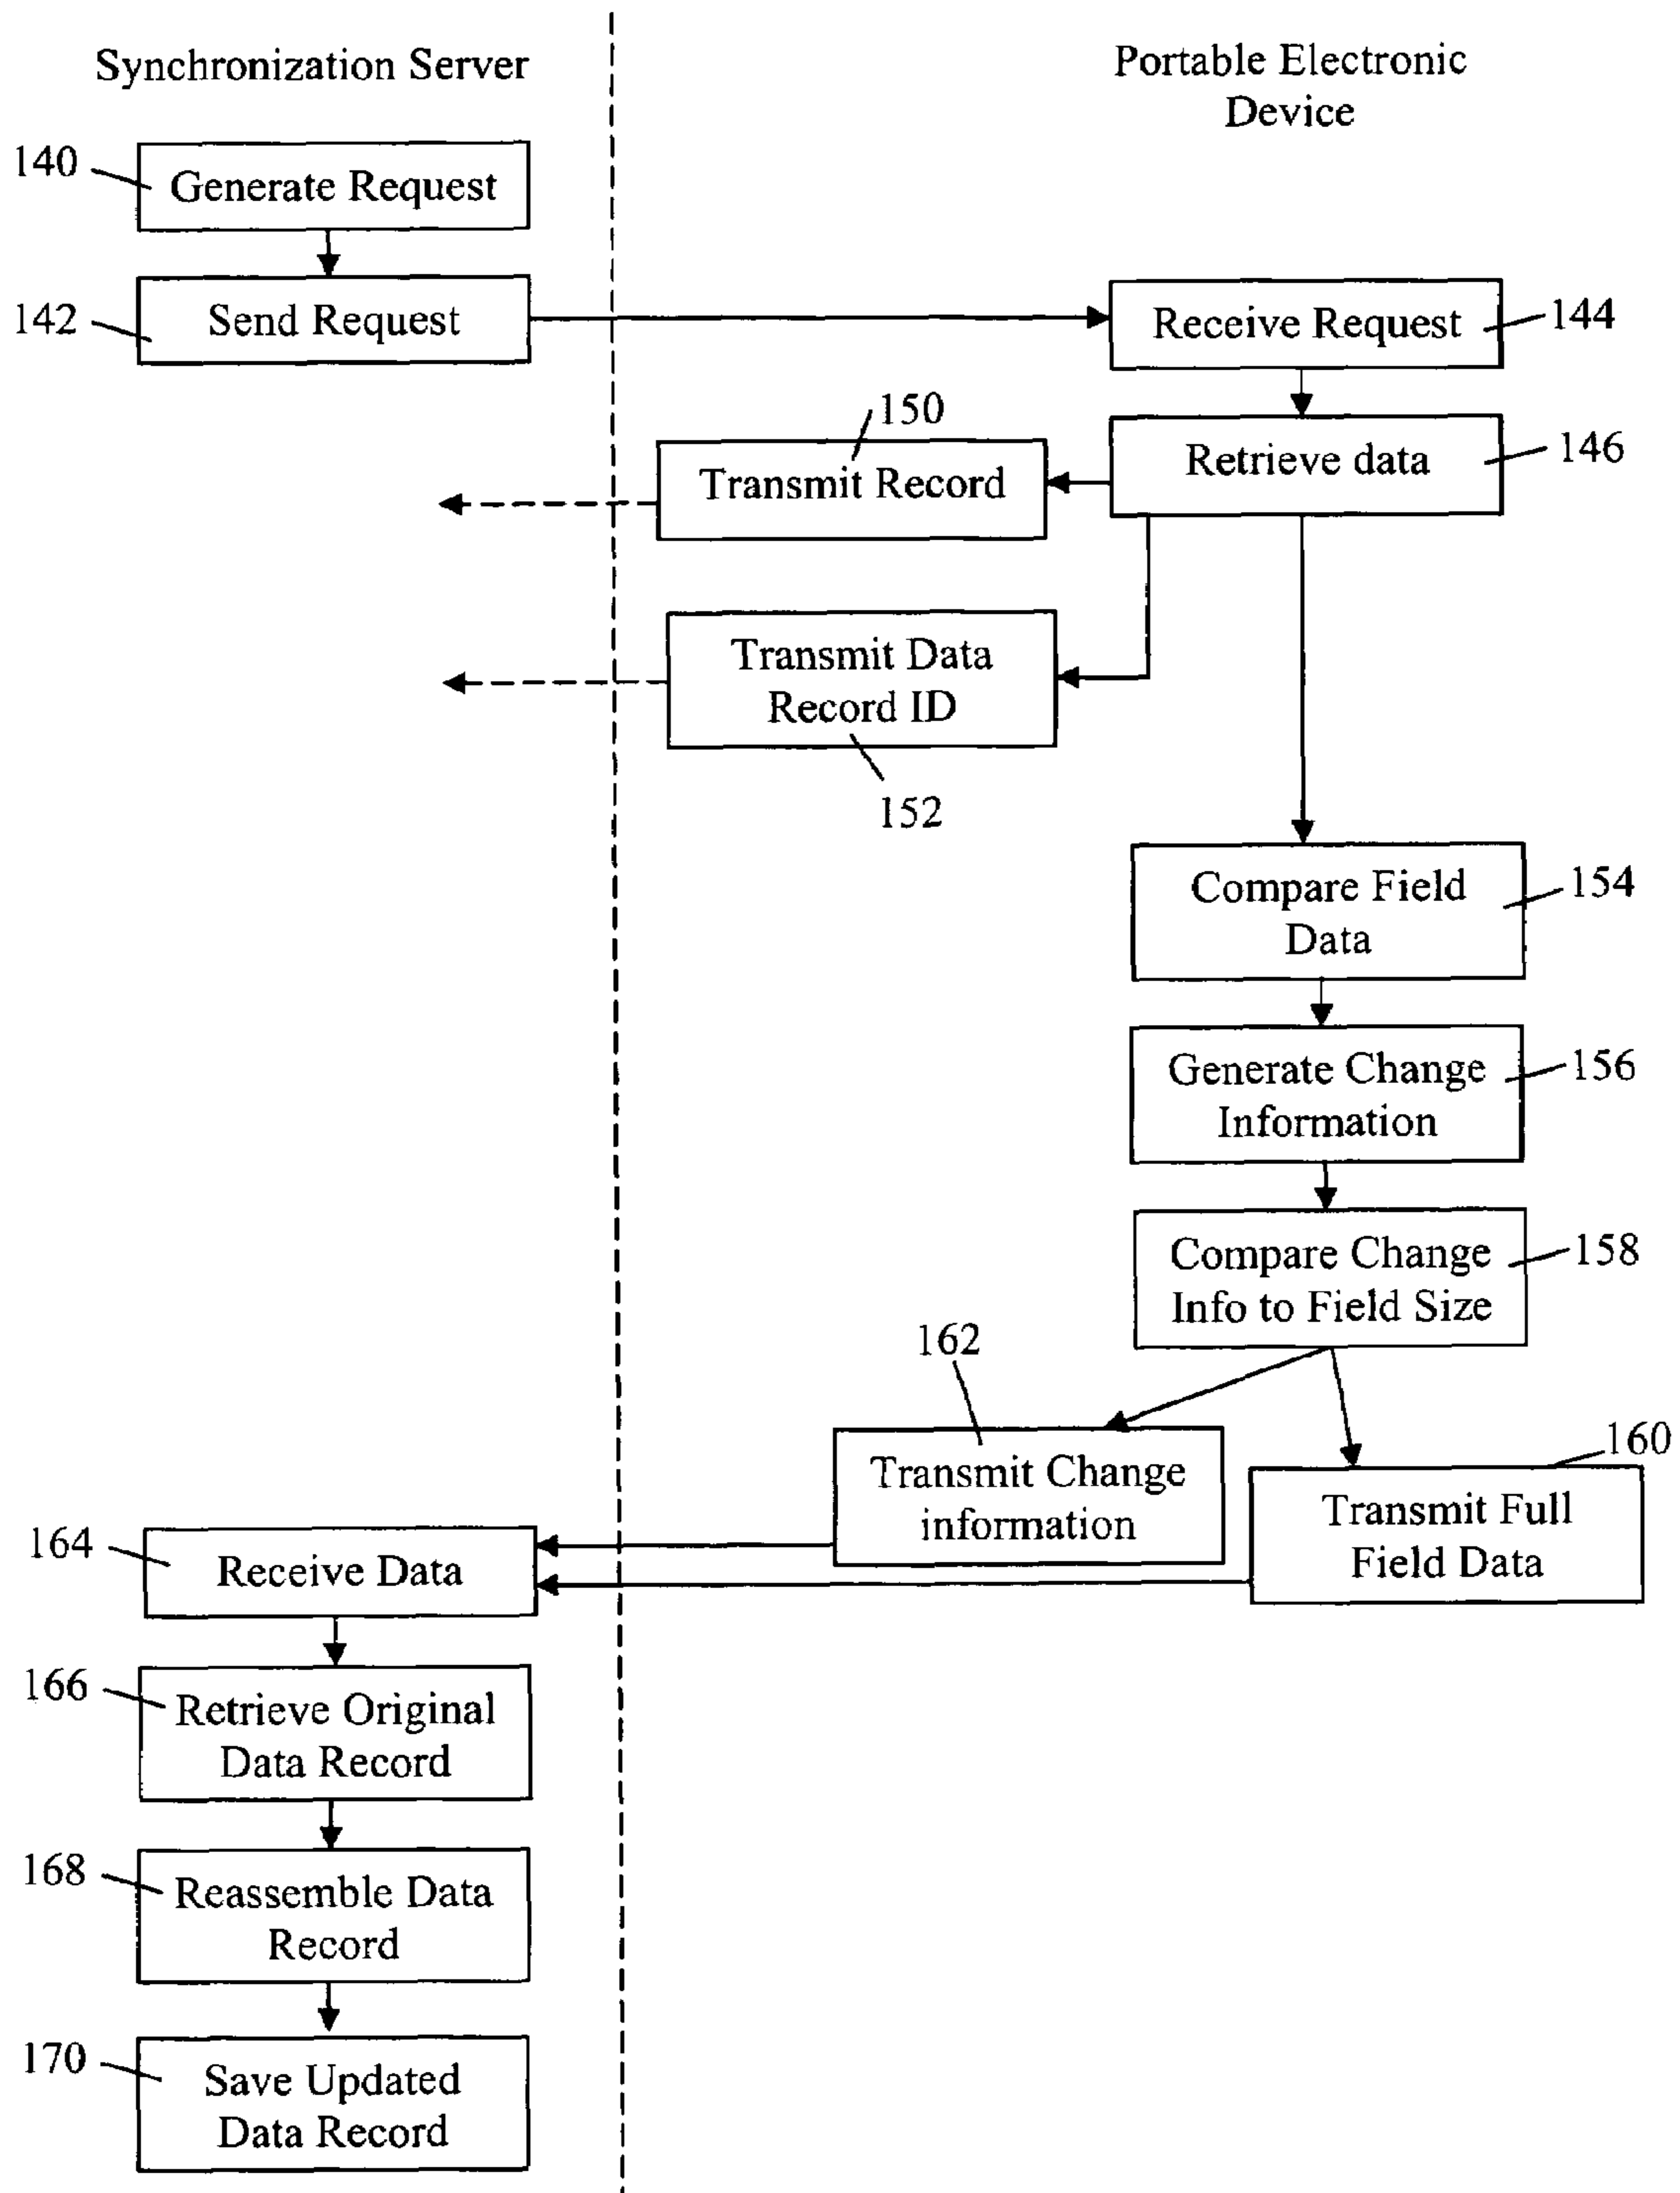 Synchronization Server
Portable Electronic
Device
140
Generate Request
142
Send Request
Receive Request
144
150
Transmit Record
Retrieve data
146
Transmit Data
Record ID
152
Compare Field
Data
154
Generate Change
Information
156
Compare Change
Info to Field Size
158
162
Transmit Change
information
160
Transmit Full
Field Data
164
Receive Data
166
Retrieve Original
Data Record
168
Reassemble Data
Record
170
Save Updated
Data Record